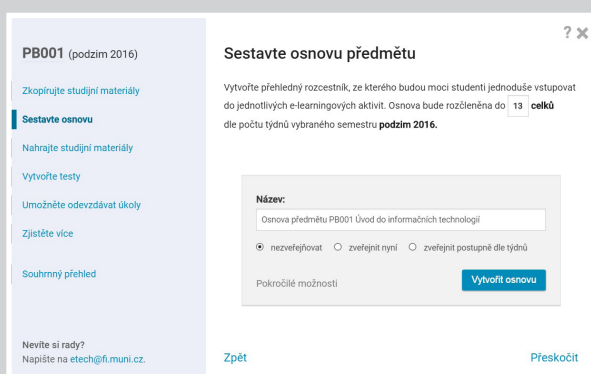 ? ×
PB001 (podzim 2016)
Zkopírujte studijní materiály
Sestavte osnovu
Nahrajte studijní materiály
Vytvořte testy
Umožněte odevzdávat úkoly
Zjistěte více
Souhrnný přehled
Nevíte si rady?
Napište na etech@fi.muni.cz.
Sestavte osnovu předmětu
Vytvořte přehledný rozcestník, ze kterého budou moci studenti jednoduše vstupovat
do jednotlivých e-learningových aktivit. Osnova bude rozčleněna do 13 celků
dle počtu týdnů vybraného semestru podzim 2016.
Název:
Osnova předmětu PB001 Úvod do informačních technologií
nezveřejňovat zveřejnit nyní zveřejnit postupně dle týdnů
Pokročilé možnosti Vytvořit osnovu
Zpět Přeskočit